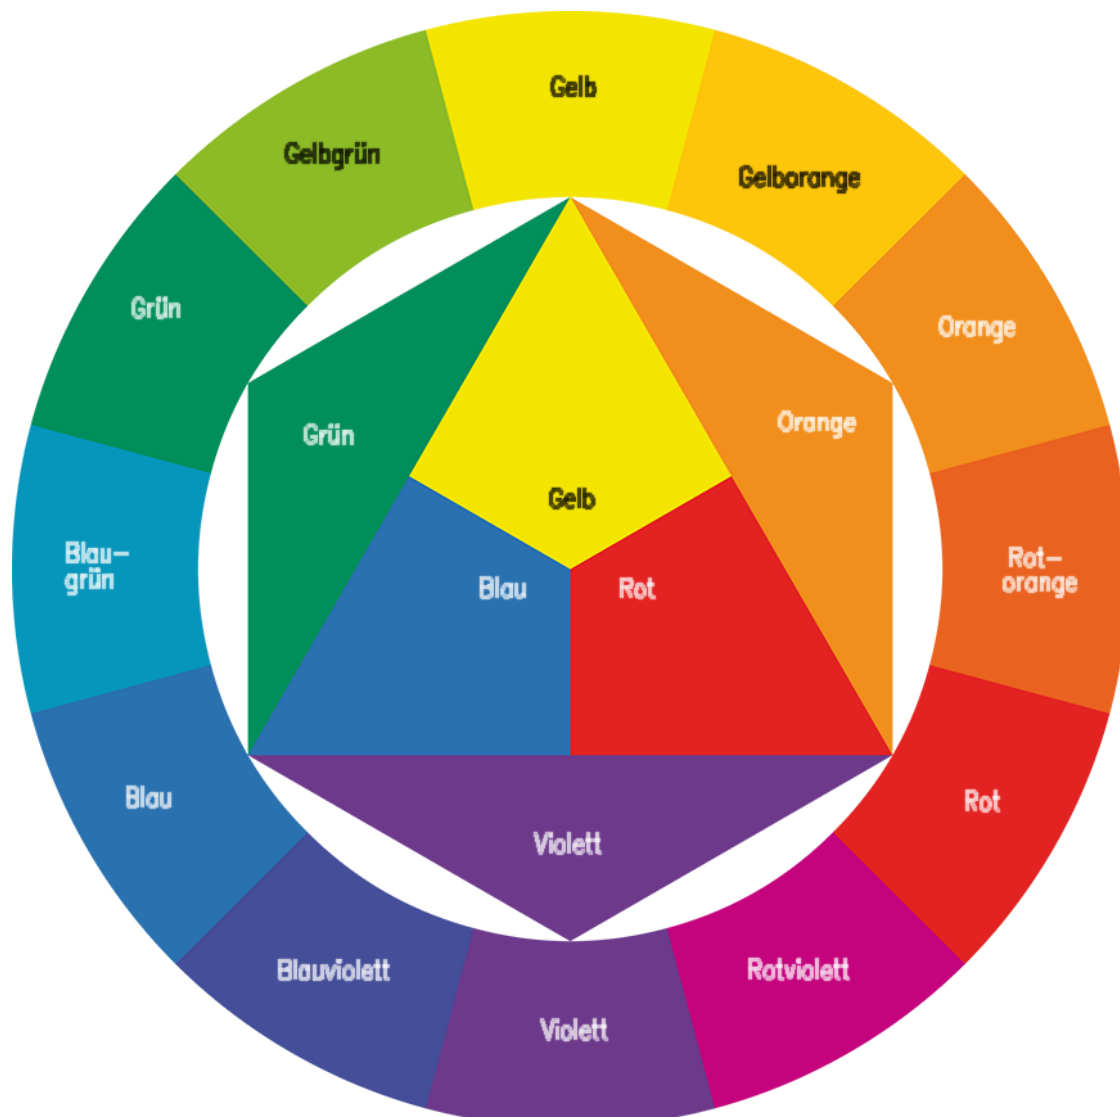 Gelb
Gelbgrün
Gelborange
Grün
Orange
Orange
Grün
Gelb
Blau–
grün
Rot–
orange
Blau
Rot
Blau
Rot
Violett
Blauviolett
Rotviolett
Violett